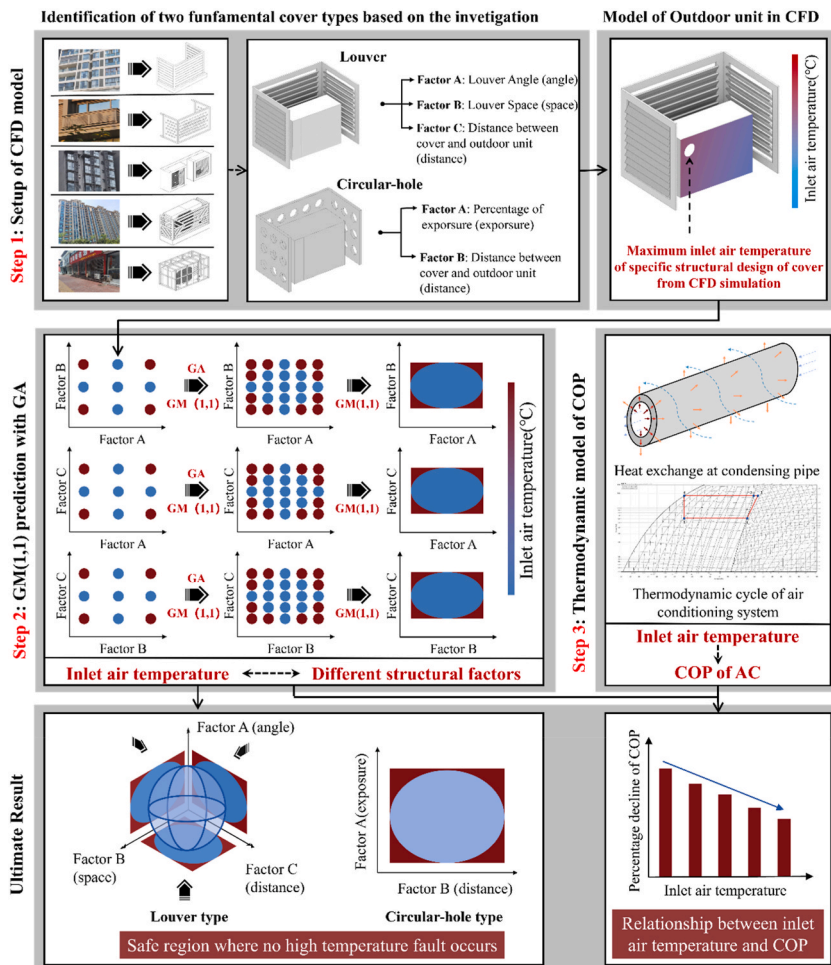 Identification of two funfamental cover types based on the invetigation
Model of Outdoor unit in CFD
Step 1: Setup of CFD model
Louver
Factor A: Louver Angle (angle)
Factor B: Louver Space (space)
Factor C: Distance between
cover and outdoor unit
(distance)
Circular-hole
Factor A: Percentage of
exporsure (exporsure)
Factor B: Distance between
cover and outdoor unit
(distance)
Inlet air temperature(°C)
Maximum inlet air temperature
of specific structural design of cover
from CFD simulation
Step 2: GM(1,1) prediction with GA
Factor B
Factor A
GA
GM (1,1)
Factor B
Factor A
GM(1,1)
Factor B
Factor A
Factor C
Factor A
GA
GM (1,1)
Factor C
Factor A
GM(1,1)
Factor C
Factor A
Factor C
Factor B
GA
GM (1,1)
Factor C
Factor B
GM(1,1)
Factor C
Factor B
Inlet air temperature(°C)
Inlet air temperature
Different structural factors
Step 3: Thermodynamic model of COP
Heat exchange at condensing pipe
Thermodynamic cycle of air
conditioning system
Inlet air temperature
COP of AC
Ultimate Result
Factor A (angle)
Factor B
(space)
Factor C
(distance)
Louver type
Factor A(exposure)
Factor B (distance)
Circular-hole type
Safe region where no high temperature fault occurs
Percentage decline of COP
Inlet air temperature
Relationship between inlet
air temperature and COP